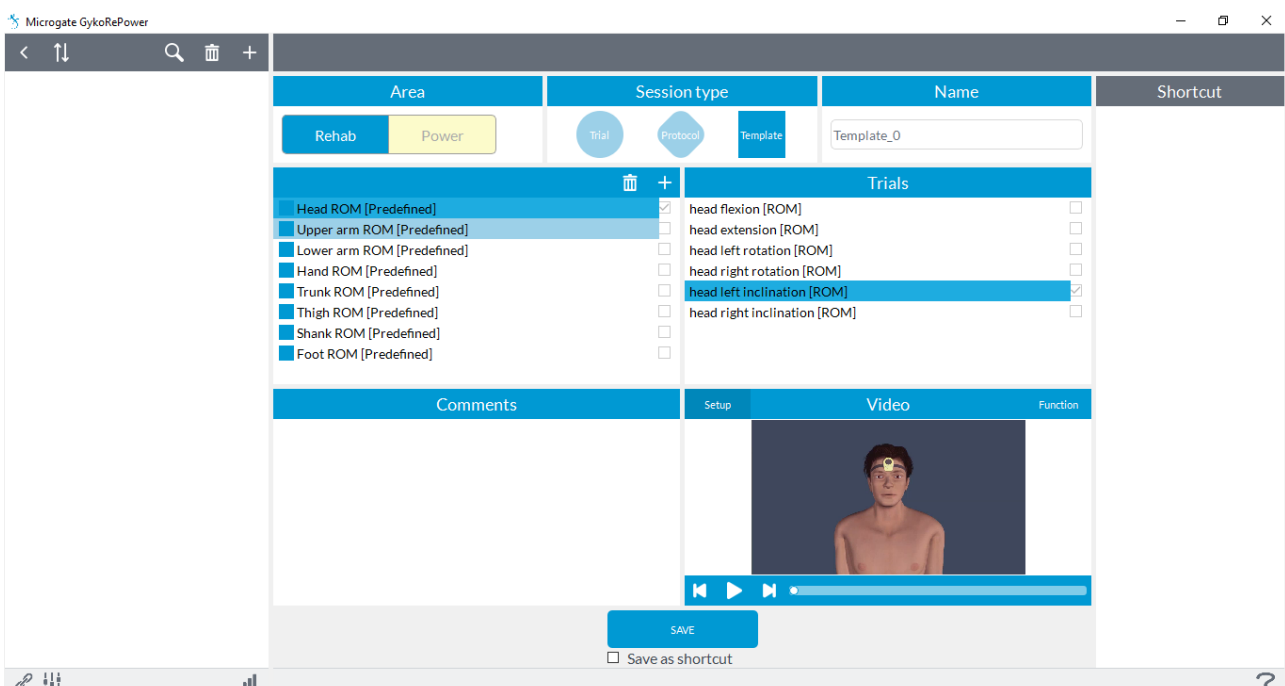 Microgate GykoRePower
Area
Session type
Name
Shortcut
Rehab
Power
Trial
Protocol
Template
Template_0
Trials
Head ROM [Predefined]
Upper arm ROM [Predefined]
Lower arm ROM [Predefined]
Hand ROM [Predefined]
Trunk ROM [Predefined]
Thigh ROM [Predefined]
Shank ROM [Predefined]
Foot ROM [Predefined]
head flexion [ROM]
head extension [ROM]
head left rotation [ROM]
head right rotation [ROM]
head left inclination [ROM]
head right inclination [ROM]
Comments
Setup
Video
Function
SAVE
Save as shortcut